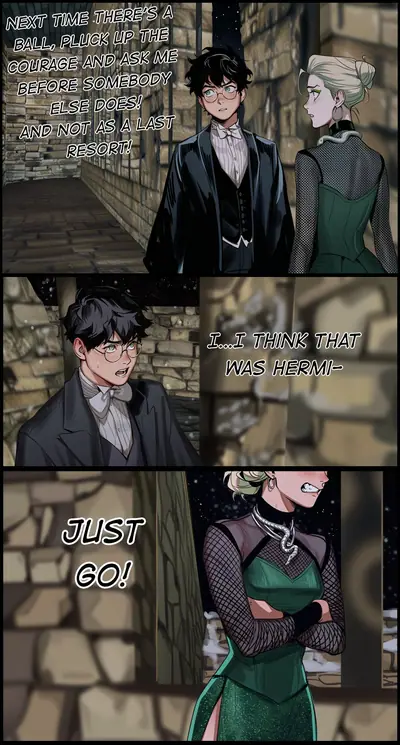 NEXT TIME THERE'S A
BALL, PLUCK UP THE
COURAGE AND ASK ME
BEFORE SOMEBODY
ELSE DOES!
AND NOT AS A LAST
RESORT!
I...I THINK THAT
WAS HERMI-
JUST
GO!